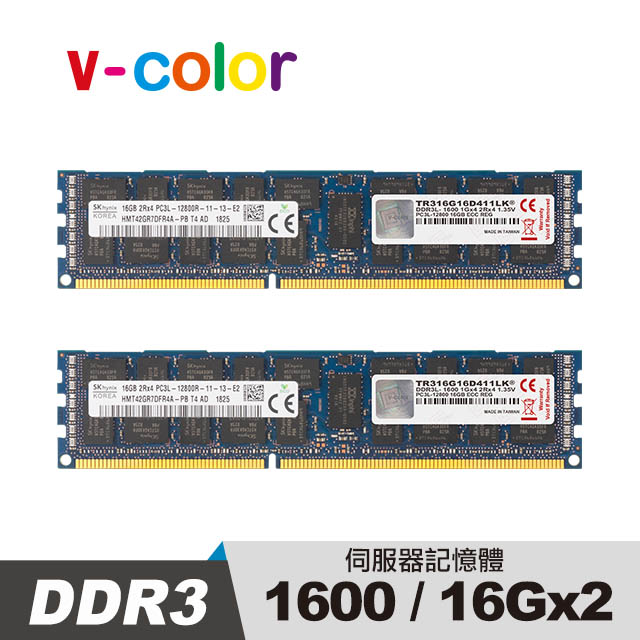 v-color
SK hynix
KOREA
16GB 2Rx4 PC3L-12800R-11-13-E2
HMT42GR7DFR4A-PB T4 AD 1825
v-color
TR316G16D411LK®
DDR3L- 1600 1Gx4 2Rx4 1.35V
PC3L-12800 16GB ECC REG
MADE IN TAIWAN
Warranty
Void If Removed
SK hynix
KOREA
16GB 2Rx4 PC3L-12800R-11-13-E2
HMT42GR7DFR4A-PB T4 AD 1825
v-color
TR316G16D411LK®
DDR3L- 1600 1Gx4 2Rx4 1.35V
PC3L-12800 16GB ECC REG
MADE IN TAIWAN
Warranty
Void If Removed
伺服器記憶體
DDR3 1600 / 16Gx2